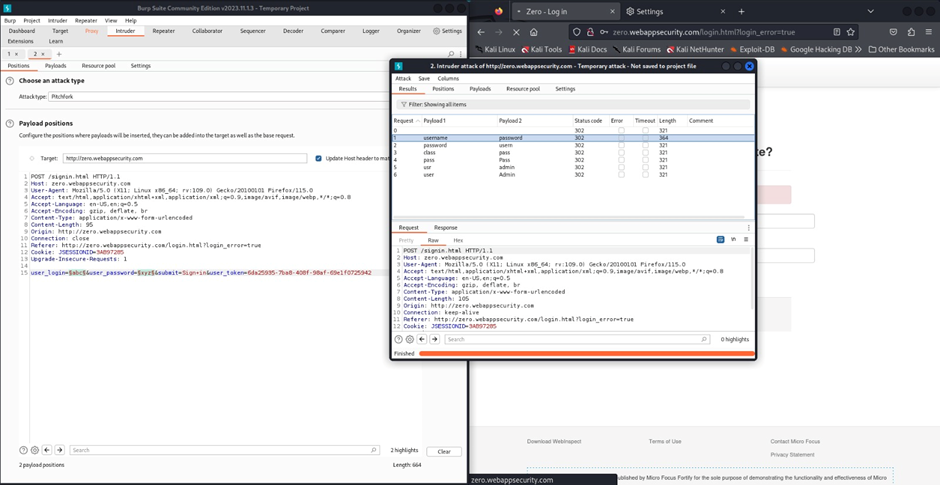 Burp Suite Community Edition v2023.11.1.3 - Temporary Project
Burp Project Intruder Repeater View Help
Dashboard Target Proxy Intruder Repeater Collaborator Sequencer Decoder Comparer Logger Organizer Settings
Extensions Learn
1 × 2 ×
Positions Payloads Resource pool Settings
Choose an attack type
Attack type: Pitchfork
Payload positions
Configure the positions where payloads will be inserted, they can be added into the target as well as the base request.
Target: http://zero.webappsecurity.com Update Host header to mat
1 POST /signin.html HTTP/1.1
2 Host: zero.webappsecurity.com
3 User-Agent: Mozilla/5.0 (X11; Linux x86_64; rv:109.0) Gecko/20100101 Firefox/115.0
4 Accept: text/html,application/xhtml+xml,application/xml;q=0.9,image/avif,image/webp,*/*;q=0.8
5 Accept-Language: en-US,en;q=0.5
6 Accept-Encoding: gzip, deflate, br
7 Content-Type: application/x-www-form-urlencoded
8 Content-Length: 95
9 Origin: http://zero.webappsecurity.com
10 Connection: close
11 Referer: http://zero.webappsecurity.com/login.html?login_error=true
12 Cookie: JSESSIONID=3AB97285
13 Upgrade-Insecure-Requests: 1
14
15 user_login=§abc§&user_password=§xyz§&submit=Sign+in&user_token=6da25935-7ba8-408f-98af-69e1f0725942
Search 2 highlights Clear
2 payload positions Length: 664
Zero - Log in × Settings × +
zero.webappsecurity.com/login.html?login_error=true
Kali Linux Kali Tools Kali Docs Kali Forums Kali NetHunter Exploit-DB Google Hacking DB Other Bookmarks
2. Intruder attack of http://zero.webappsecurity.com - Temporary attack - Not saved to project file
Attack Save Columns
Results Positions Payloads Resource pool Settings
Filter: Showing all items
Request Payload 1 Payload 2 Status code Error Timeout Length Comment
0 302 321
1 username password 302 364
2 password usern 302 321
3 class pass 302 321
4 pass Pass 302 321
5 usr admin 302 321
6 user Admin 302 321
Request Response
Pretty Raw Hex
1 POST /signin.html HTTP/1.1
2 Host: zero.webappsecurity.com
3 User-Agent: Mozilla/5.0 (X11; Linux x86_64; rv:109.0) Gecko/20100101 Firefox/115.0
4 Accept: text/html,application/xhtml+xml,application/xml;q=0.9,image/avif,image/webp,*/*;q=0.8
5 Accept-Language: en-US,en;q=0.5
6 Accept-Encoding: gzip, deflate, br
7 Content-Type: application/x-www-form-urlencoded
8 Content-Length: 105
9 Origin: http://zero.webappsecurity.com
10 Connection: keep-alive
11 Referer: http://zero.webappsecurity.com/login.html?login_error=true
12 Cookie: JSESSIONID=3AB97285
Search 0 highlights
Finished
e?
Download WebInspect Terms of Use Contact Micro Focus
Privacy Statement
published by Micro Focus Fortify for the sole purpose of demonstrating the functionality and effectiveness of Micro
zero.webappsecurity.com